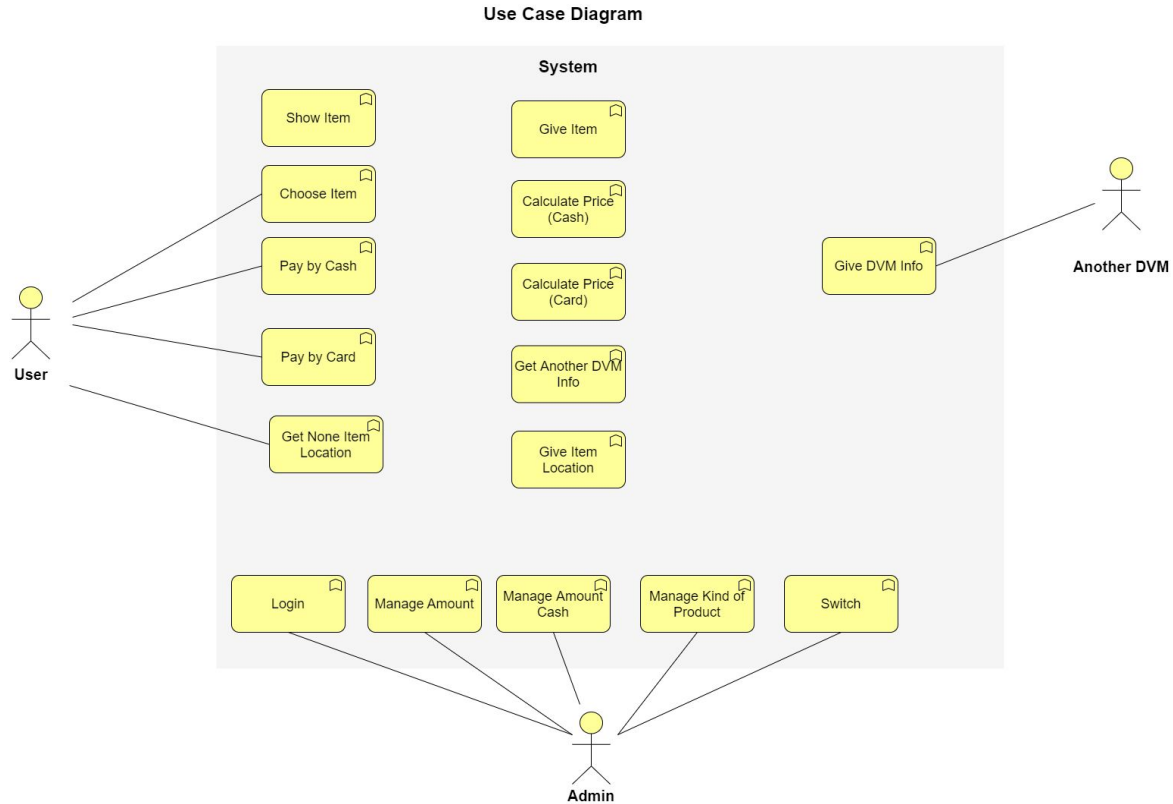 Use Case Diagram
System
Show Item
Give Item
Choose Item
Calculate Price
(Cash)
Pay by Cash
Give DVM Info
Another DVM
Calculate Price
(Card)
Pay by Card
User
Get Another DVM
Info
Get None Item
Location
Give Item
Location
Login
Manage Amount
Manage Amount
Cash
Manage Kind of
Product
Switch
Admin